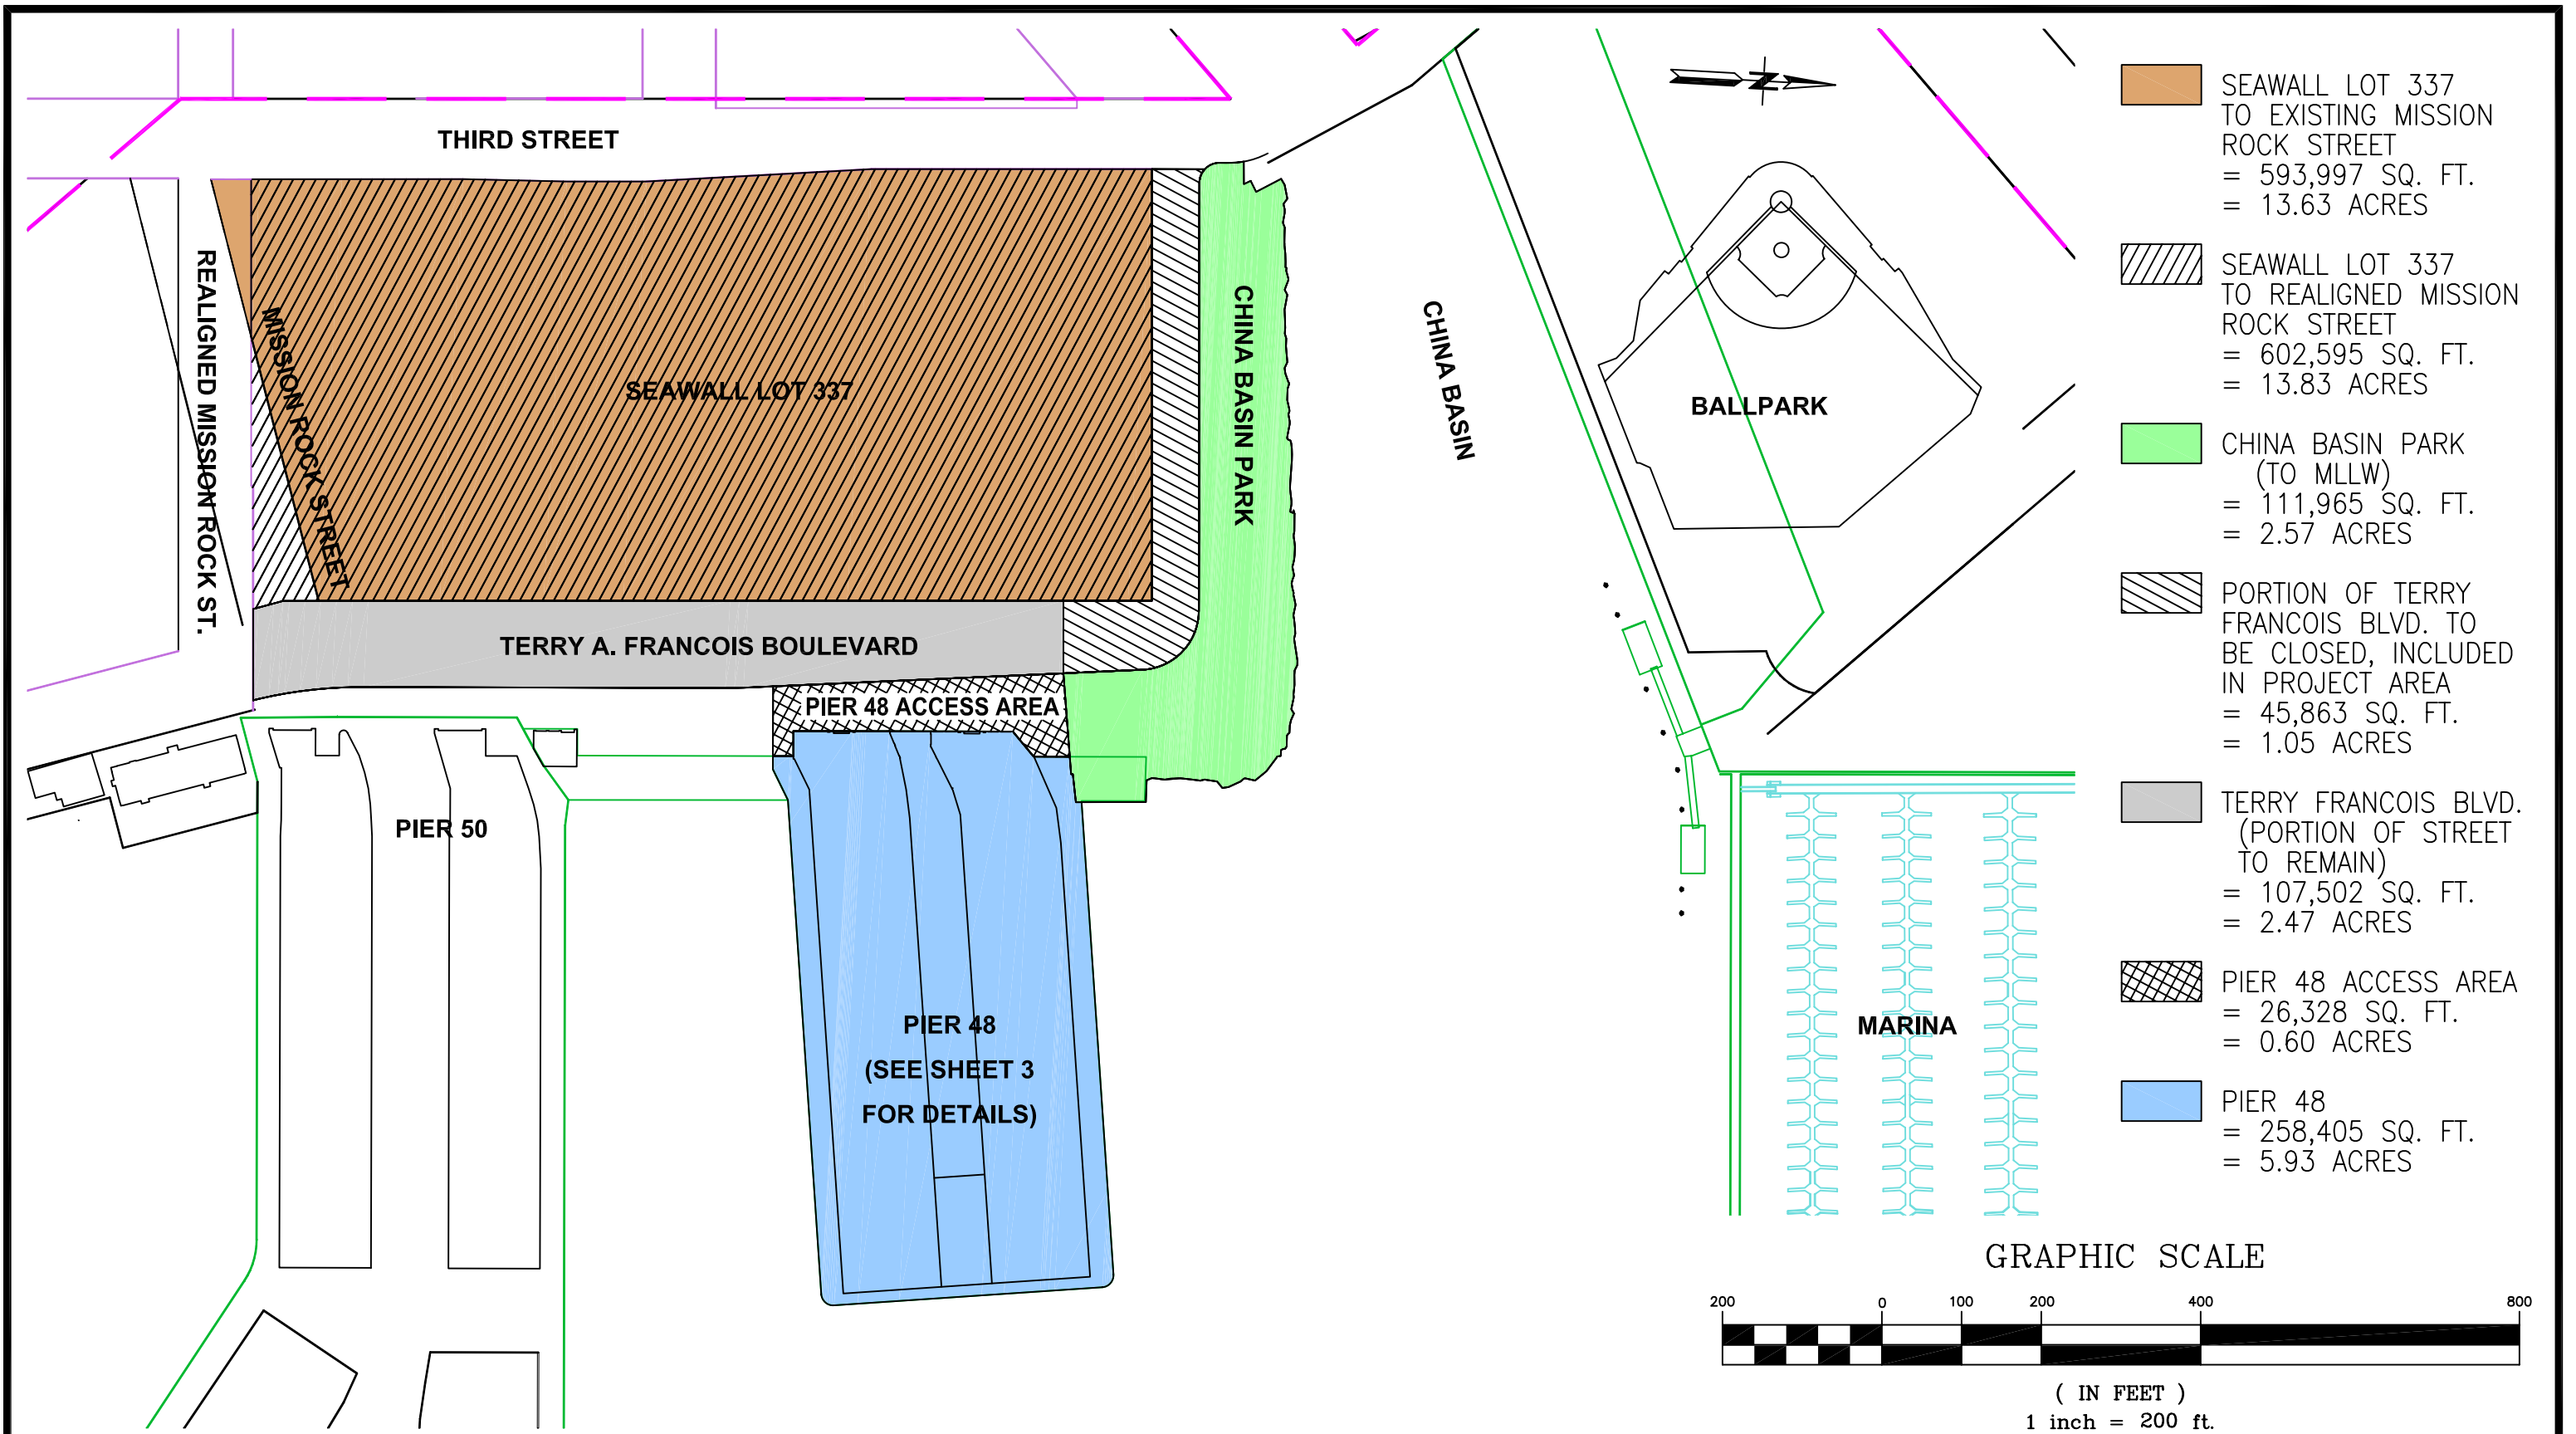 THIRD STREET
REALIGNED MISSION ROCK ST.
MISSION ROCK STREET
SEAWALL LOT 337
CHINA BASIN PARK
CHINA BASIN
BALLPARK
TERRY A. FRANCOIS BOULEVARD
PIER 48 ACCESS AREA
PIER 50
PIER 48
(SEE SHEET 3
FOR DETAILS)
MARINA
N
SEAWALL LOT 337
TO EXISTING MISSION
ROCK STREET
= 593,997 SQ. FT.
= 13.63 ACRES
SEAWALL LOT 337
TO REALIGNED MISSION
ROCK STREET
= 602,595 SQ. FT.
= 13.83 ACRES
CHINA BASIN PARK
(TO MLLW)
= 111,965 SQ. FT.
= 2.57 ACRES
PORTION OF TERRY
FRANCOIS BLVD. TO
BE CLOSED, INCLUDED
IN PROJECT AREA
= 45,863 SQ. FT.
= 1.05 ACRES
TERRY FRANCOIS BLVD.
(PORTION OF STREET
TO REMAIN)
= 107,502 SQ. FT.
= 2.47 ACRES
PIER 48 ACCESS AREA
= 26,328 SQ. FT.
= 0.60 ACRES
PIER 48
= 258,405 SQ. FT.
= 5.93 ACRES
GRAPHIC SCALE
200 0 100 200 400 800
( IN FEET )
1 inch = 200 ft.